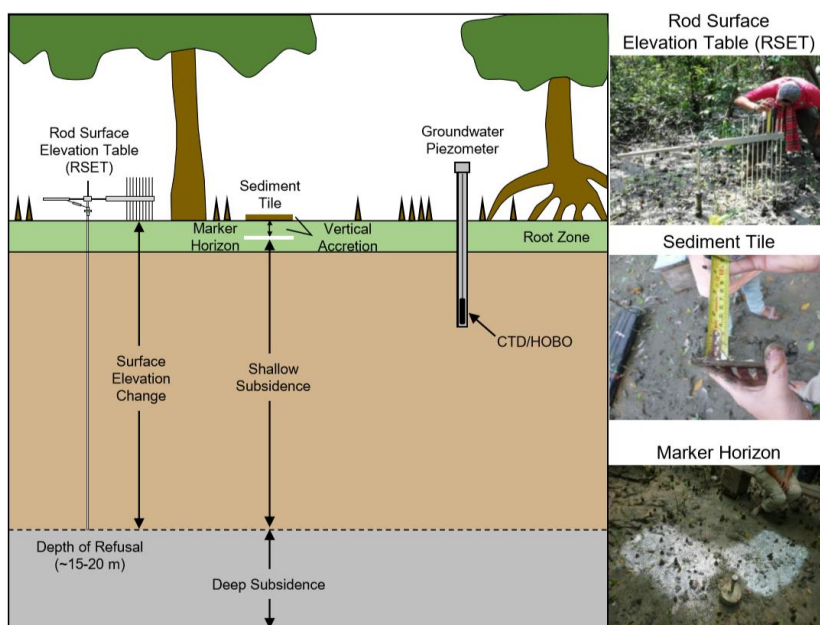 Rod Surface
Elevation Table (RSET)
Rod Surface
Elevation Table
(RSET)
Groundwater
Piezometer
Sediment
Tile
Marker
Horizon
Vertical
Accretion
Root Zone
Sediment Tile
CTD/HOBO
Surface
Elevation
Change
Shallow
Subsidence
Marker Horizon
Depth of Refusal
(~15-20 m)
Deep Subsidence